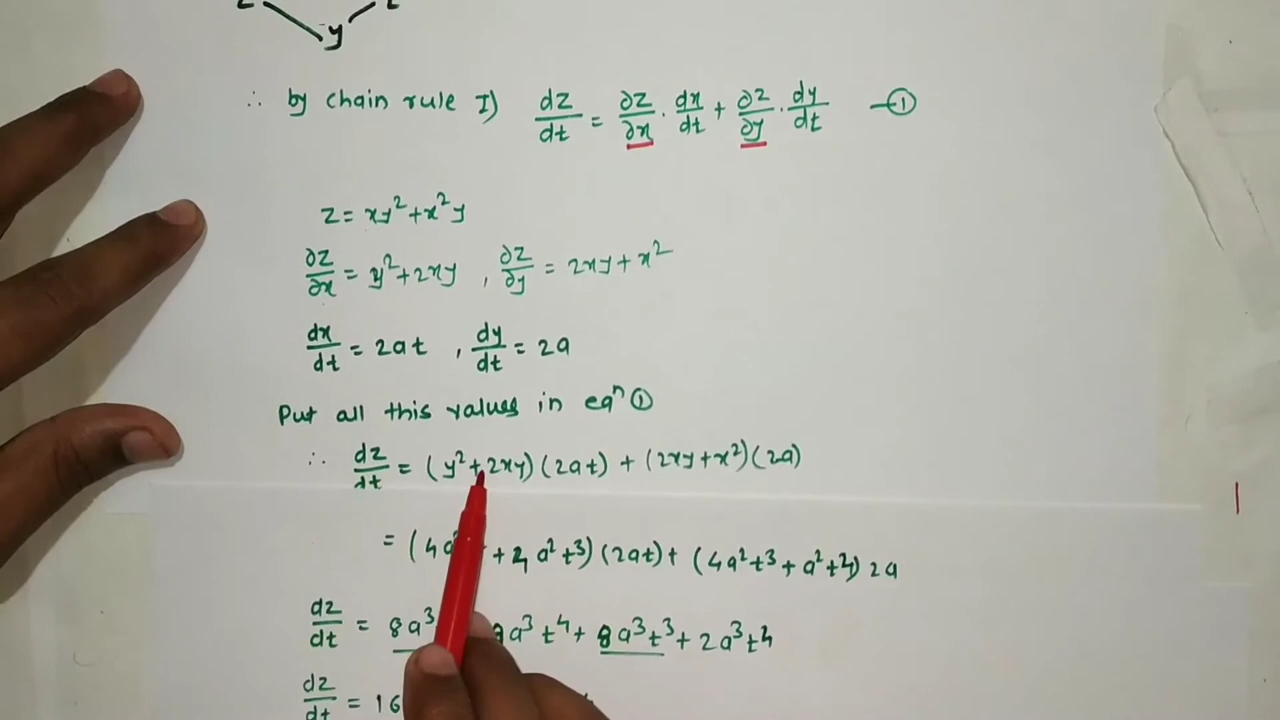 z y z
∴ by chain rule I) dz/dt = ∂z/∂x · dx/dt + ∂z/∂y · dy/dt —①
z = xy² + x²y
∂z/∂x = y² + 2xy , ∂z/∂y = 2xy + x²
dx/dt = 2at , dy/dt = 2a
Put all this values in eqⁿ ①
∴ dz/dt = (y² + 2xy)(2at) + (2xy + x²)(2a)
= (4a² + 4a²t³)(2at) + (4a²t³ + a²t⁴) 2a
dz/dt = 8a³ a³t⁴ + 8a³t³ + 2a³t⁴
dz/dt = 16